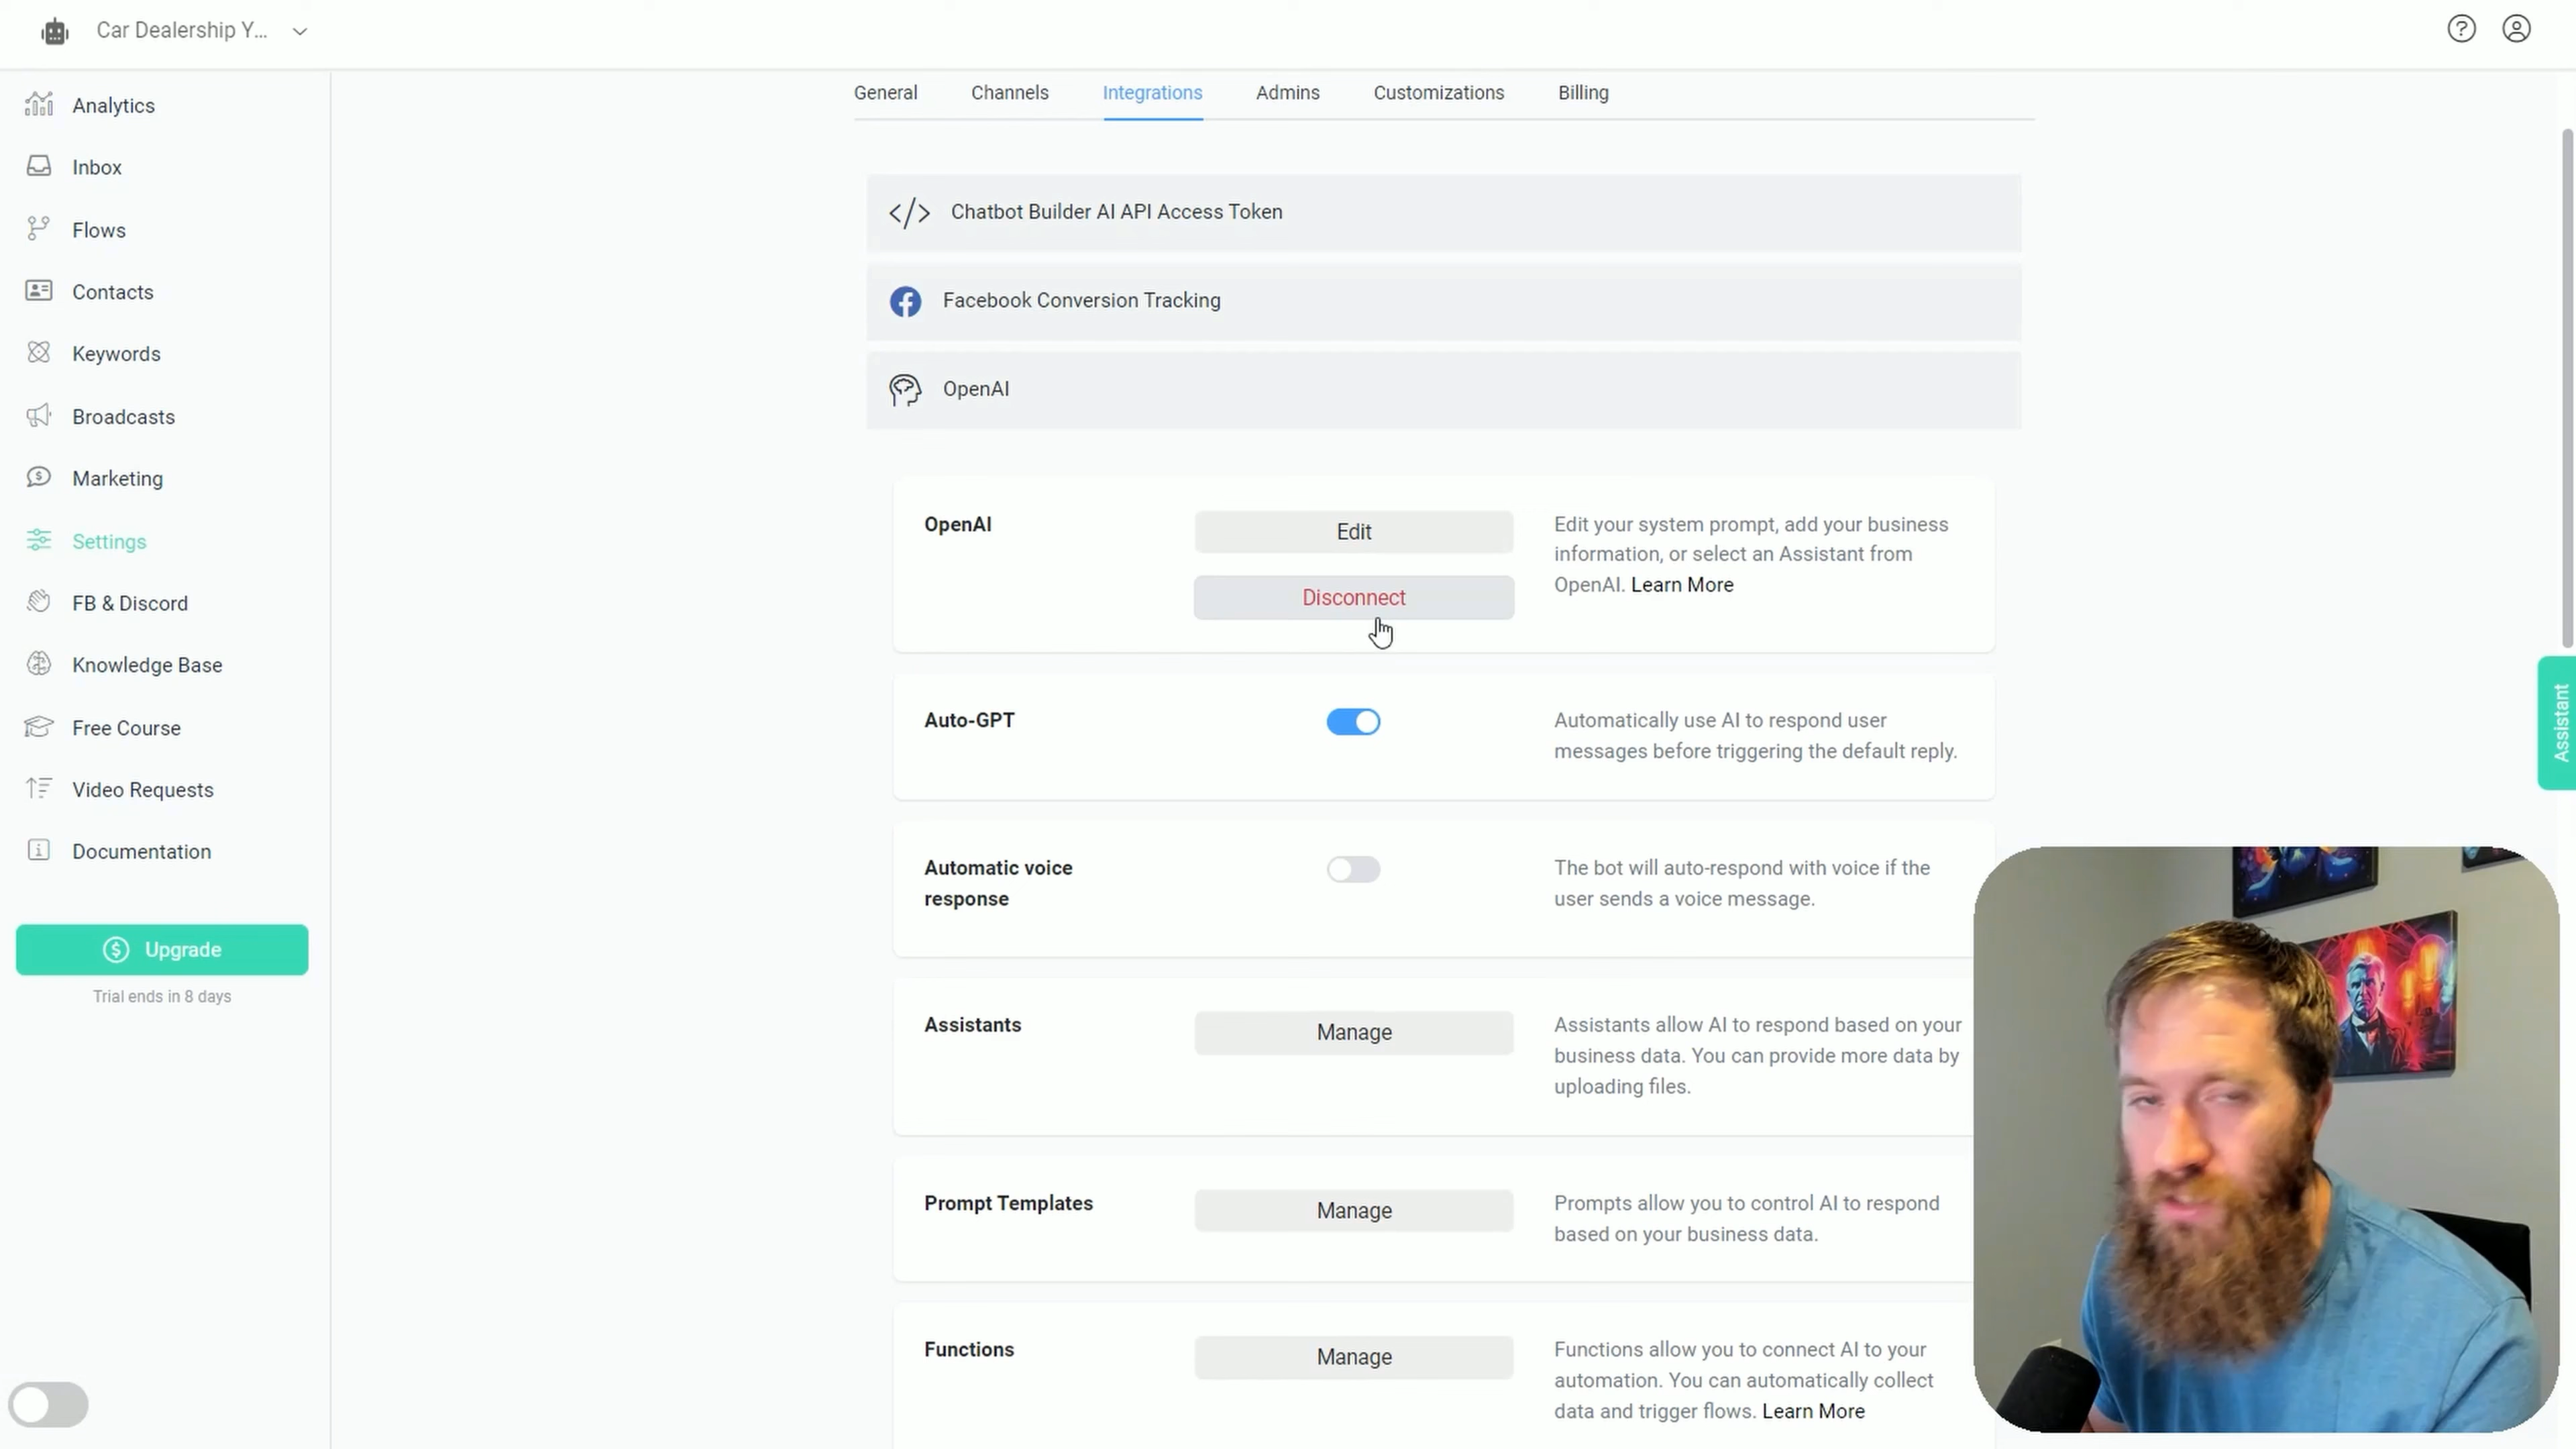 Car Dealership Y...
Analytics
Inbox
Flows
Contacts
Keywords
Broadcasts
Marketing
Settings
FB & Discord
Knowledge Base
Free Course
Video Requests
Documentation
Upgrade
Trial ends in 8 days
General Channels Integrations Admins Customizations Billing
</> Chatbot Builder AI API Access Token
Facebook Conversion Tracking
OpenAI
OpenAI
Edit
Disconnect
Edit your system prompt, add your business
information, or select an Assistant from
OpenAI. Learn More
Auto-GPT
Automatically use AI to respond user
messages before triggering the default reply.
Automatic voice
response
The bot will auto-respond with voice if the
user sends a voice message.
Assistants
Manage
Assistants allow AI to respond based on your
business data. You can provide more data by
uploading files.
Prompt Templates
Manage
Prompts allow you to control AI to respond
based on your business data.
Functions
Manage
Functions allow you to connect AI to your
automation. You can automatically collect
data and trigger flows. Learn More
Assistant